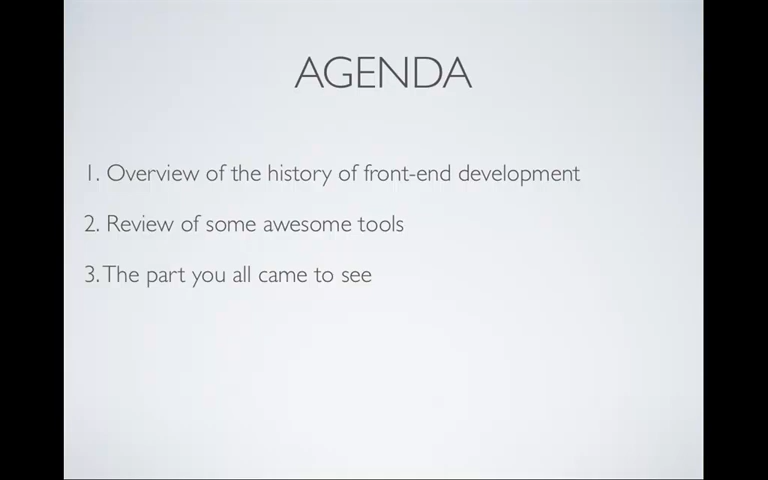 AGENDA
1. Overview of the history of front-end development
2. Review of some awesome tools
3. The part you all came to see